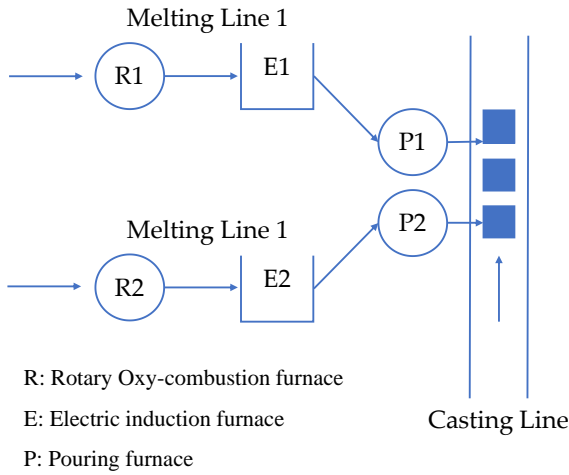 Melting Line 1
R1
E1
P1
Melting Line 1
R2
E2
P2
R: Rotary Oxy-combustion furnace
E: Electric induction furnace
P: Pouring furnace
Casting Line